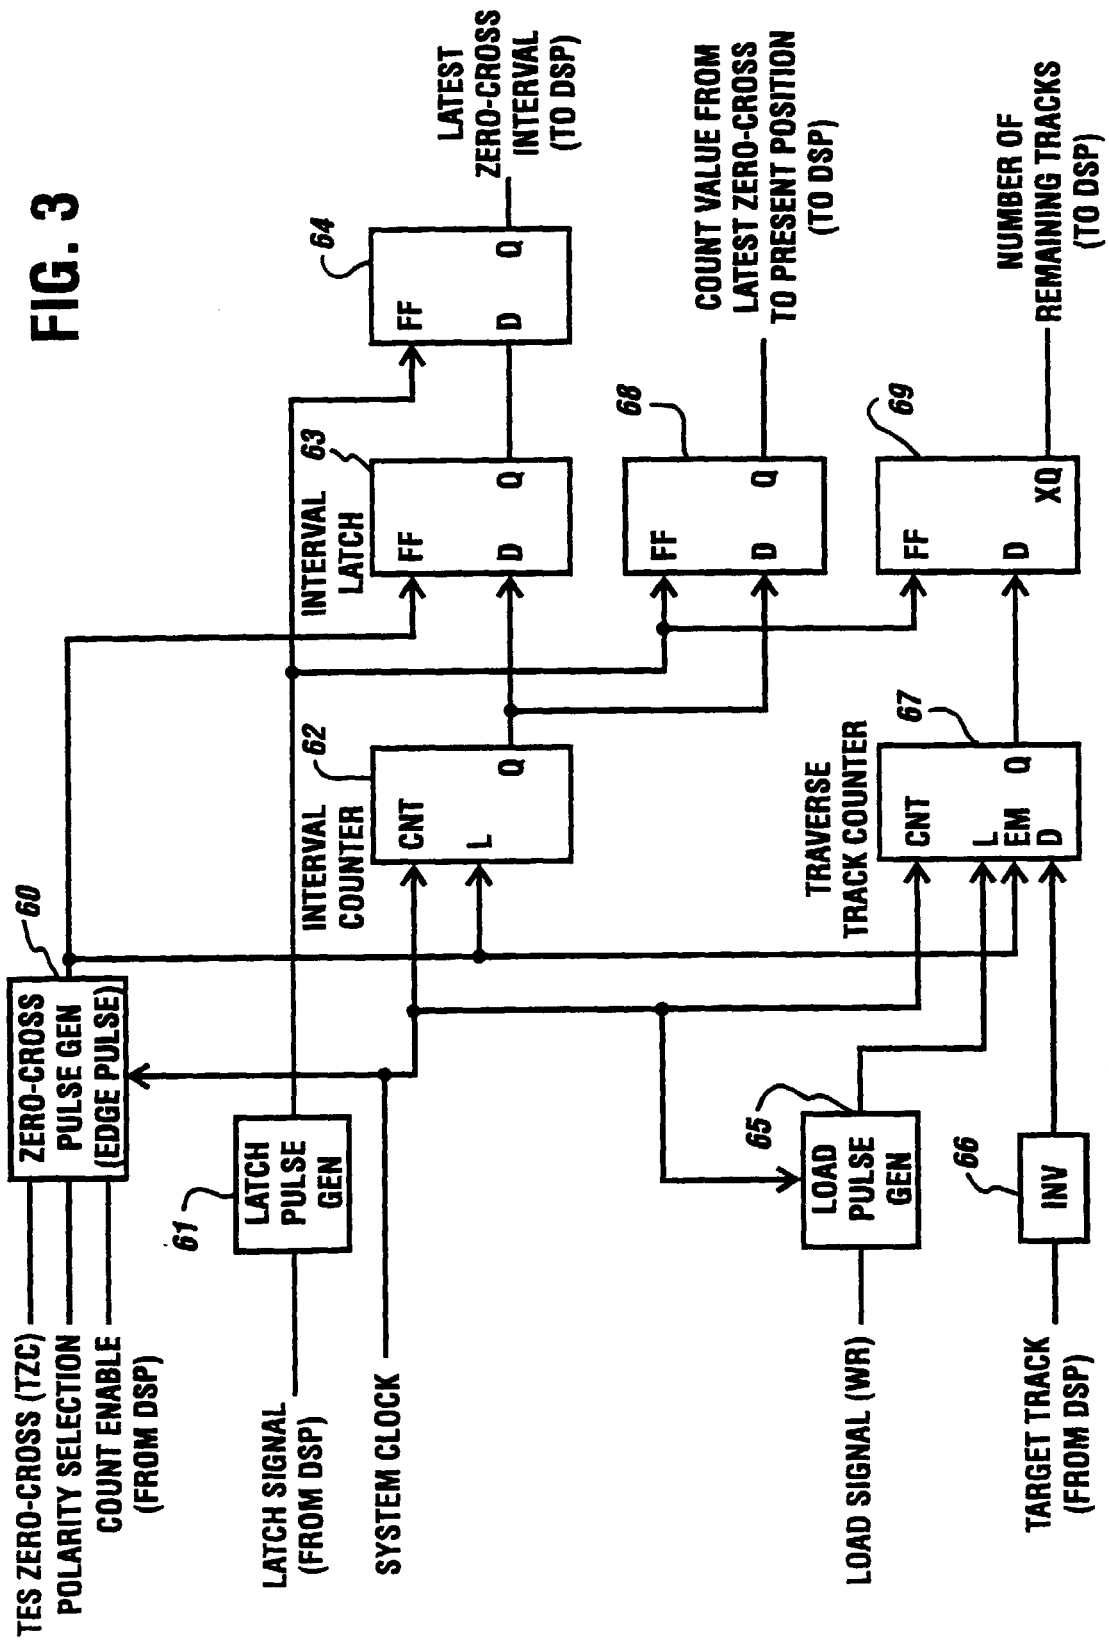 FIG. 3
TES ZERO-CROSS (TZC)
POLARITY SELECTION
COUNT ENABLE
(FROM DSP)
ZERO-CROSS
PULSE GEN
(EDGE PULSE)
60
LATCH SIGNAL
(FROM DSP)
61
LATCH
PULSE
GEN
SYSTEM CLOCK
INTERVAL
COUNTER
62
CNT
L
Q
INTERVAL
LATCH
63
FF
D
Q
64
FF
D
Q
LATEST
ZERO-CROSS
INTERVAL
(TO DSP)
68
FF
D
Q
COUNT VALUE FROM
LATEST ZERO-CROSS
TO PRESENT POSITION
(TO DSP)
LOAD SIGNAL (WR)
65
LOAD
PULSE
GEN
TARGET TRACK
(FROM DSP)
66
INV
TRAVERSE
TRACK COUNTER
67
CNT
L
EM
D
Q
69
FF
D
XQ
NUMBER OF
REMAINING TRACKS
(TO DSP)